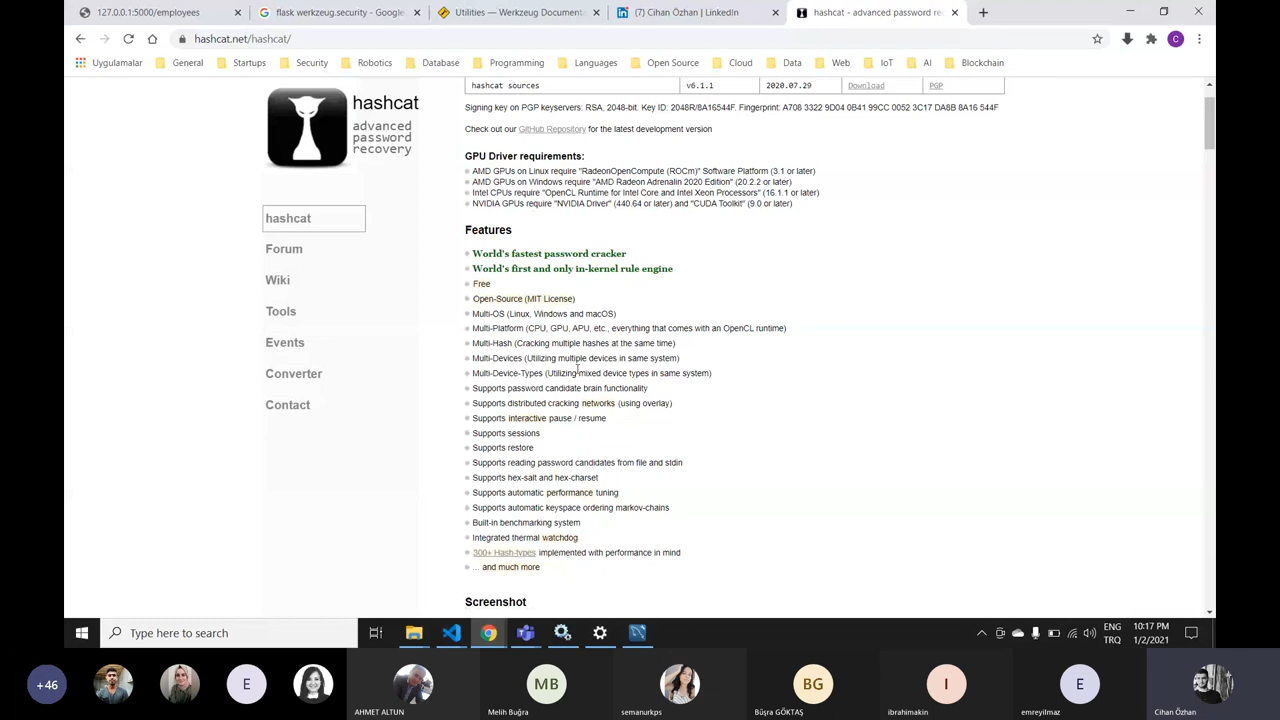 127.0.0.1:5000/employees
flask werkzeug.security - Google
Utilities — Werkzeug Document
(7) Cihan Özhan | LinkedIn
hashcat - advanced password re
hashcat.net/hashcat/
C
Uygulamalar
General
Startups
Security
Robotics
Database
Programming
Languages
Open Source
Cloud
Data
Web
IoT
AI
Blockchain
hashcat
advanced
password
recovery
hashcat
Forum
Wiki
Tools
Events
Converter
Contact
hashcat sources v6.1.1 2020.07.29 Download PGP
Signing key on PGP keyservers: RSA, 2048-bit. Key ID: 2048R/8A16544F. Fingerprint: A708 3322 9D04 0B41 99CC 0052 3C17 DA8B 8A16 544F
Check out our GitHub Repository for the latest development version
GPU Driver requirements:
AMD GPUs on Linux require "RadeonOpenCompute (ROCm)" Software Platform (3.1 or later)
AMD GPUs on Windows require "AMD Radeon Adrenalin 2020 Edition" (20.2.2 or later)
Intel CPUs require "OpenCL Runtime for Intel Core and Intel Xeon Processors" (16.1.1 or later)
NVIDIA GPUs require "NVIDIA Driver" (440.64 or later) and "CUDA Toolkit" (9.0 or later)
Features
World's fastest password cracker
World's first and only in-kernel rule engine
Free
Open-Source (MIT License)
Multi-OS (Linux, Windows and macOS)
Multi-Platform (CPU, GPU, APU, etc., everything that comes with an OpenCL runtime)
Multi-Hash (Cracking multiple hashes at the same time)
Multi-Devices (Utilizing multiple devices in same system)
Multi-Device-Types (Utilizing mixed device types in same system)
Supports password candidate brain functionality
Supports distributed cracking networks (using overlay)
Supports interactive pause / resume
Supports sessions
Supports restore
Supports reading password candidates from file and stdin
Supports hex-salt and hex-charset
Supports automatic performance tuning
Supports automatic keyspace ordering markov-chains
Built-in benchmarking system
Integrated thermal watchdog
300+ Hash-types implemented with performance in mind
... and much more
Screenshot
Type here to search
ENG
TRQ
10:17 PM
1/2/2021
+46
E
MB
BG
I
E
AHMET ALTUN
Melih Buğra
semanurkps
Büşra GÖKTAŞ
ibrahimakin
emreyilmaz
Cihan Özhan